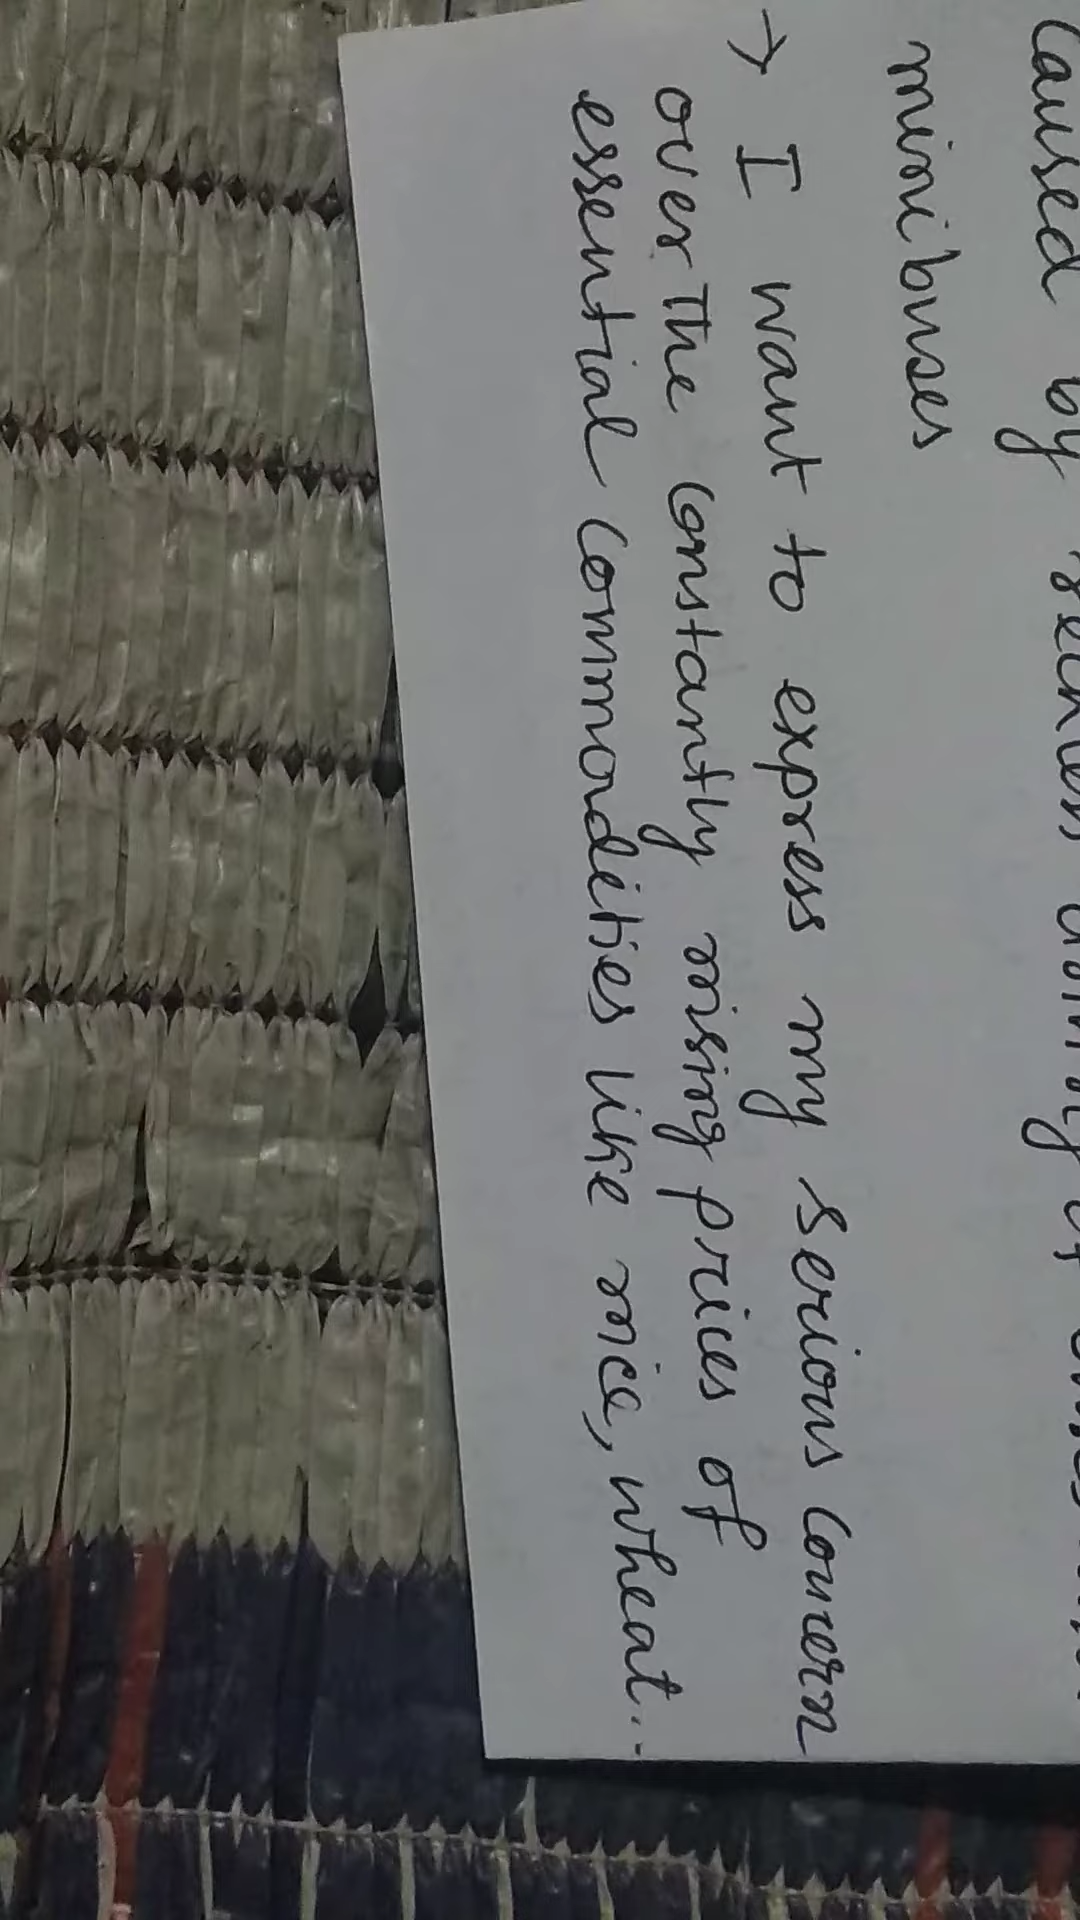 caused by reckless
minibuses
→ I want to express my serious concern
over the constantly rising prices of
essential commodities like rice, wheat...